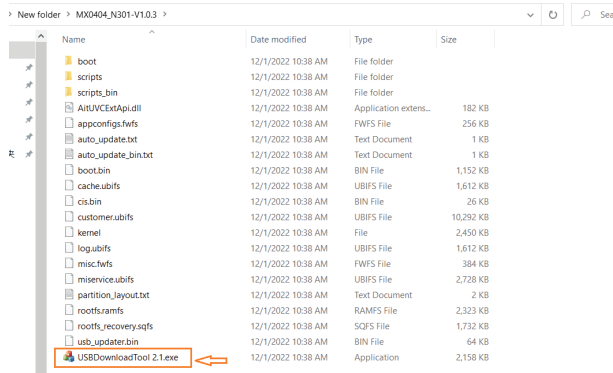 New folder > MX0404_N301-V1.0.3 >
Name Date modified Type Size
boot 12/1/2022 10:38 AM File folder
scripts 12/1/2022 10:38 AM File folder
scripts_bin 12/1/2022 10:38 AM File folder
AitUVCExtApi.dll 12/1/2022 10:38 AM Application extens... 182 KB
appconfigs.fwfs 12/1/2022 10:38 AM FWFS File 256 KB
auto_update.txt 12/1/2022 10:38 AM Text Document 1 KB
auto_update_bin.txt 12/1/2022 10:38 AM Text Document 1 KB
boot.bin 12/1/2022 10:38 AM BIN File 1,152 KB
cache.ubifs 12/1/2022 10:38 AM UBIFS File 1,612 KB
cis.bin 12/1/2022 10:38 AM BIN File 26 KB
customer.ubifs 12/1/2022 10:38 AM UBIFS File 10,292 KB
kernel 12/1/2022 10:38 AM File 2,450 KB
log.ubifs 12/1/2022 10:38 AM UBIFS File 1,612 KB
misc.fwfs 12/1/2022 10:38 AM FWFS File 384 KB
miservice.ubifs 12/1/2022 10:38 AM UBIFS File 2,728 KB
partition_layout.txt 12/1/2022 10:38 AM Text Document 2 KB
rootfs.ramfs 12/1/2022 10:38 AM RAMFS File 2,323 KB
rootfs_recovery.sqfs 12/1/2022 10:38 AM SQFS File 1,732 KB
usb_updater.bin 12/1/2022 10:38 AM BIN File 64 KB
USBDownloadTool 2.1.exe 12/1/2022 10:38 AM Application 2,158 KB